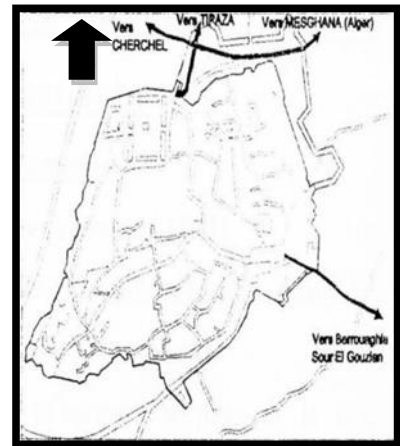 Vers TIRAZA
Vers MESGHANA (Alger)
Vers
CHERCHEL
Vers Berrouaghia
Sour El Gouzlan